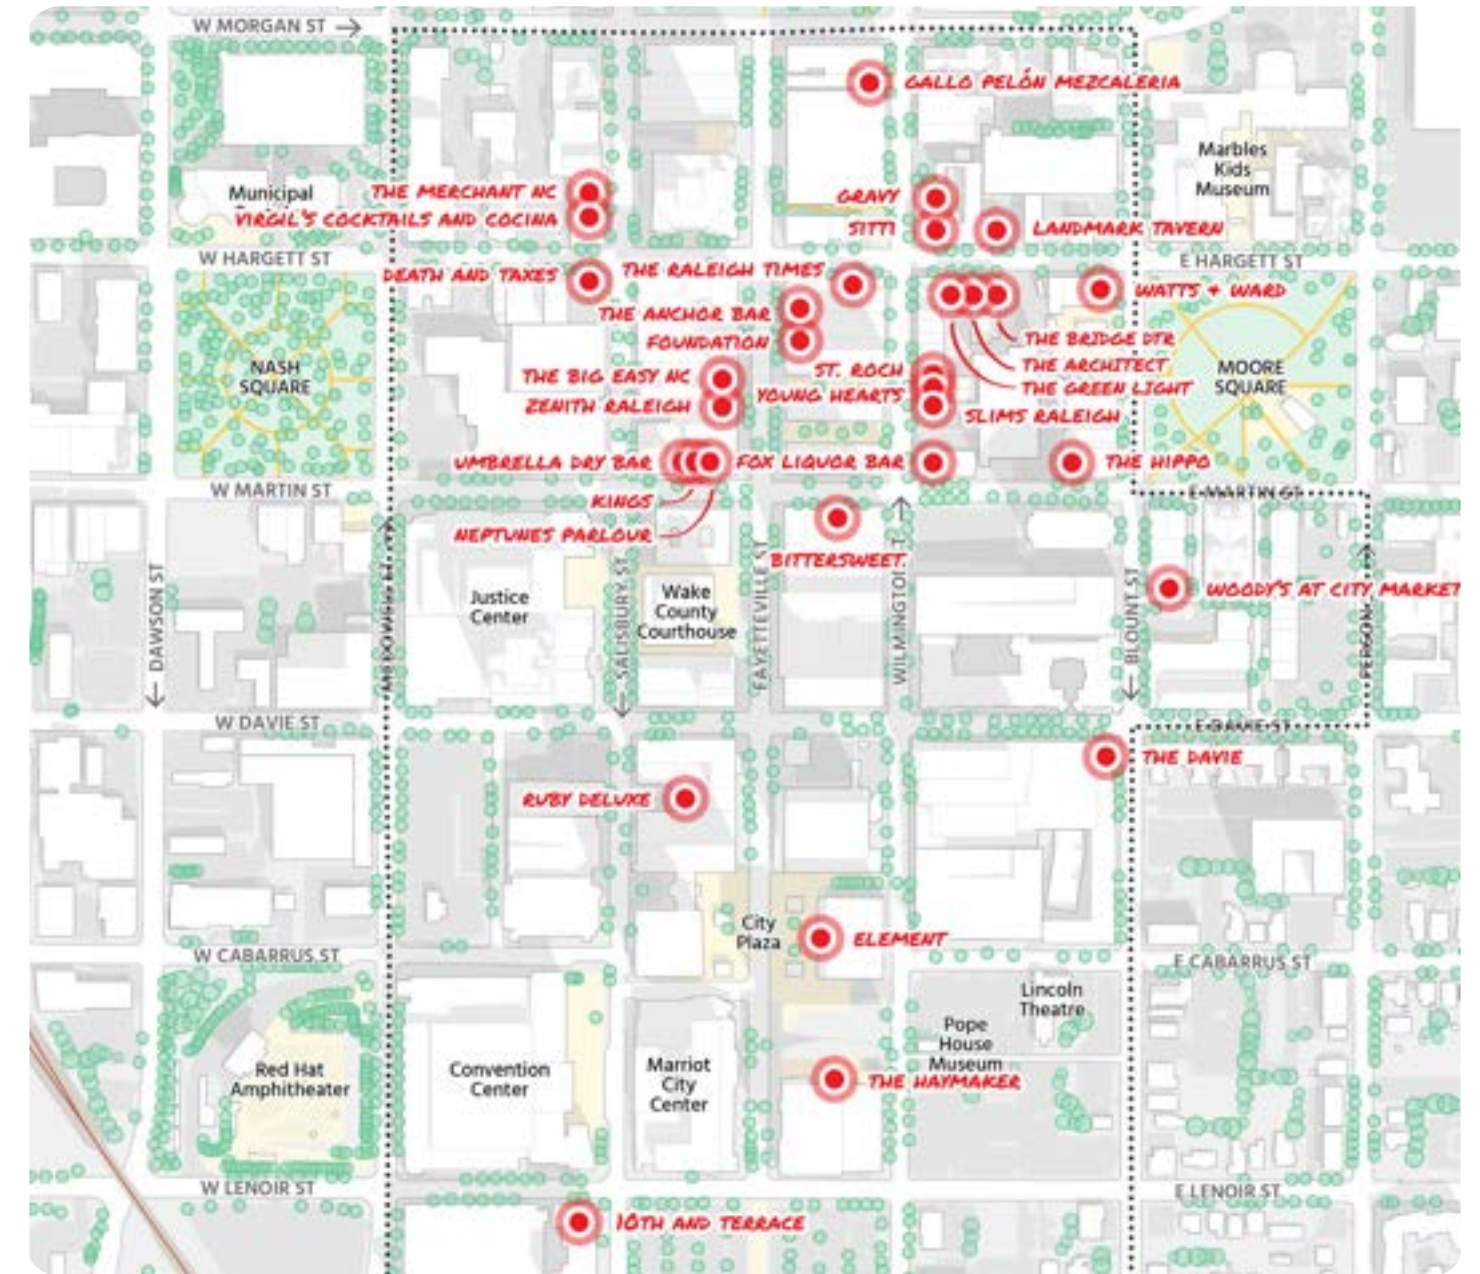 W MORGAN ST
GALLO PELÓN MEZCALERIA
Marbles
Kids
Museum
Municipal
THE MERCHANT NC
GRAVY
VIRGIL'S COCKTAILS AND COCINA
SITTI
LANDMARK TAVERN
W HARGETT ST
E HARGETT ST
DEATH AND TAXES
THE RALEIGH TIMES
WATTS & WARD
THE ANCHOR BAR
FOUNDATION
THE BRIDGE DTR
THE ARCHITECT
THE GREEN LIGHT
NASH
SQUARE
MOORE
SQUARE
THE BIG EASY NC
ST. ROCH
YOUNG HEARTS
ZENITH RALEIGH
SLIMS RALEIGH
UMBRELLA DRY BAR
FOX LIQUOR BAR
THE HIPPO
W MARTIN ST
E MARTIN ST
KINGS
NEPTUNES PARLOUR
BITTERSWEET
DAWSON ST
Justice
Center
SALISBURY ST
Wake
County
Courthouse
FAYETTEVILLE ST
BLOUNT ST
WOODY'S AT CITY MARKET
W DAVIE ST
E DAVIE ST
THE DAVIE
RUBY DELUXE
City
Plaza
ELEMENT
W CABARRUS ST
E CABARRUS ST
Lincoln
Theatre
Pope
House
Museum
Red Hat
Amphitheater
Convention
Center
Marriot
City
Center
THE HAYMAKER
W LENOIR ST
E LENOIR ST
10TH AND TERRACE